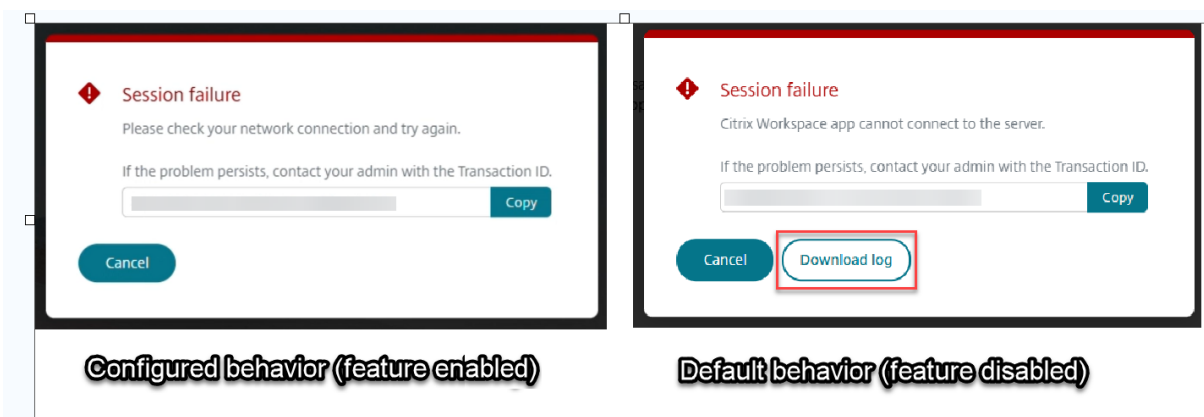 Session failure
Please check your network connection and try again.
If the problem persists, contact your admin with the Transaction ID.
Copy
Cancel
Configured behavior (feature enabled)
Session failure
Citrix Workspace app cannot connect to the server.
If the problem persists, contact your admin with the Transaction ID.
Copy
Cancel
Download log
Default behavior (feature disabled)